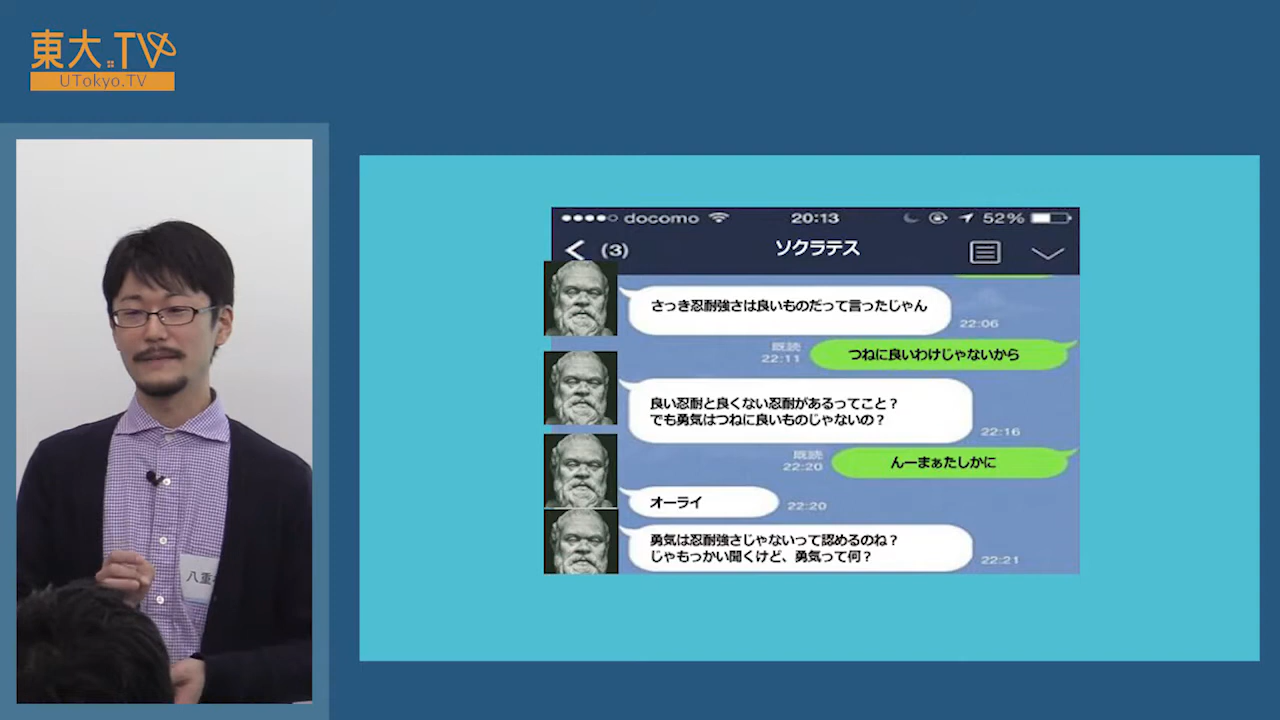 東大.TV
UTokyo.TV
docomo 20:13 52%
(3) ソクラテス
さっき忍耐強さは良いものだって言ったじゃん
22:06
既読
22:11
つねに良いわけじゃないから
良い忍耐と良くない忍耐があるってこと?
でも勇気はつねに良いものじゃないの?
22:16
既読
22:20
んーまぁたしかに
オーライ
22:20
勇気は忍耐強さじゃないって認めるのね?
じゃもっかい聞くけど、勇気って何?
22:21
八重